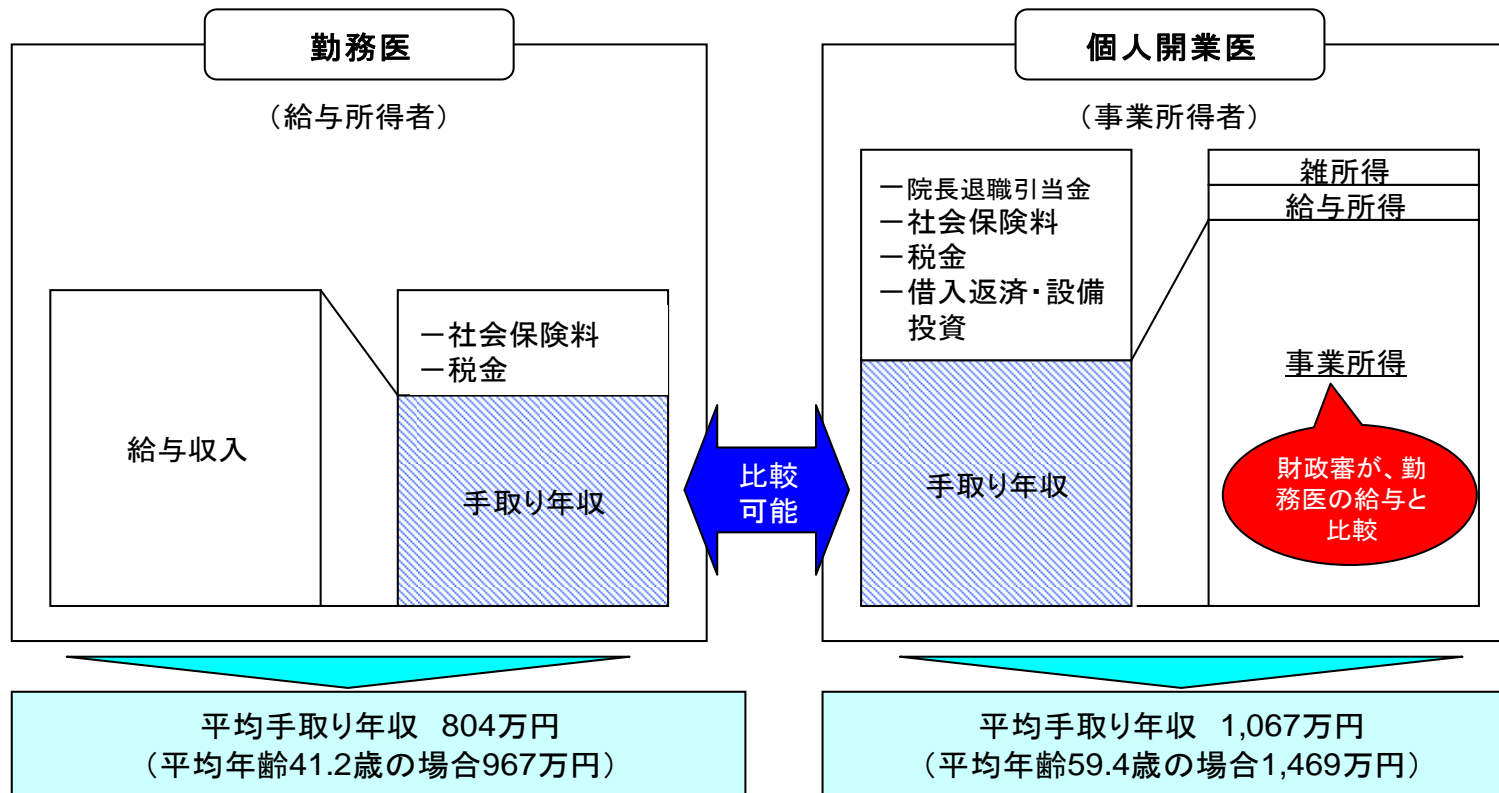 勤務医
（給与所得者）
給与収入
－社会保険料
－税金
手取り年収
比較
可能
個人開業医
（事業所得者）
－院長退職引当金
－社会保険料
－税金
－借入返済・設備
投資
手取り年収
雑所得
給与所得
事業所得
財政審が、勤
務医の給与と
比較
平均手取り年収 804万円
（平均年齢41.2歳の場合967万円）
平均手取り年収 1,067万円
（平均年齢59.4歳の場合1,469万円）